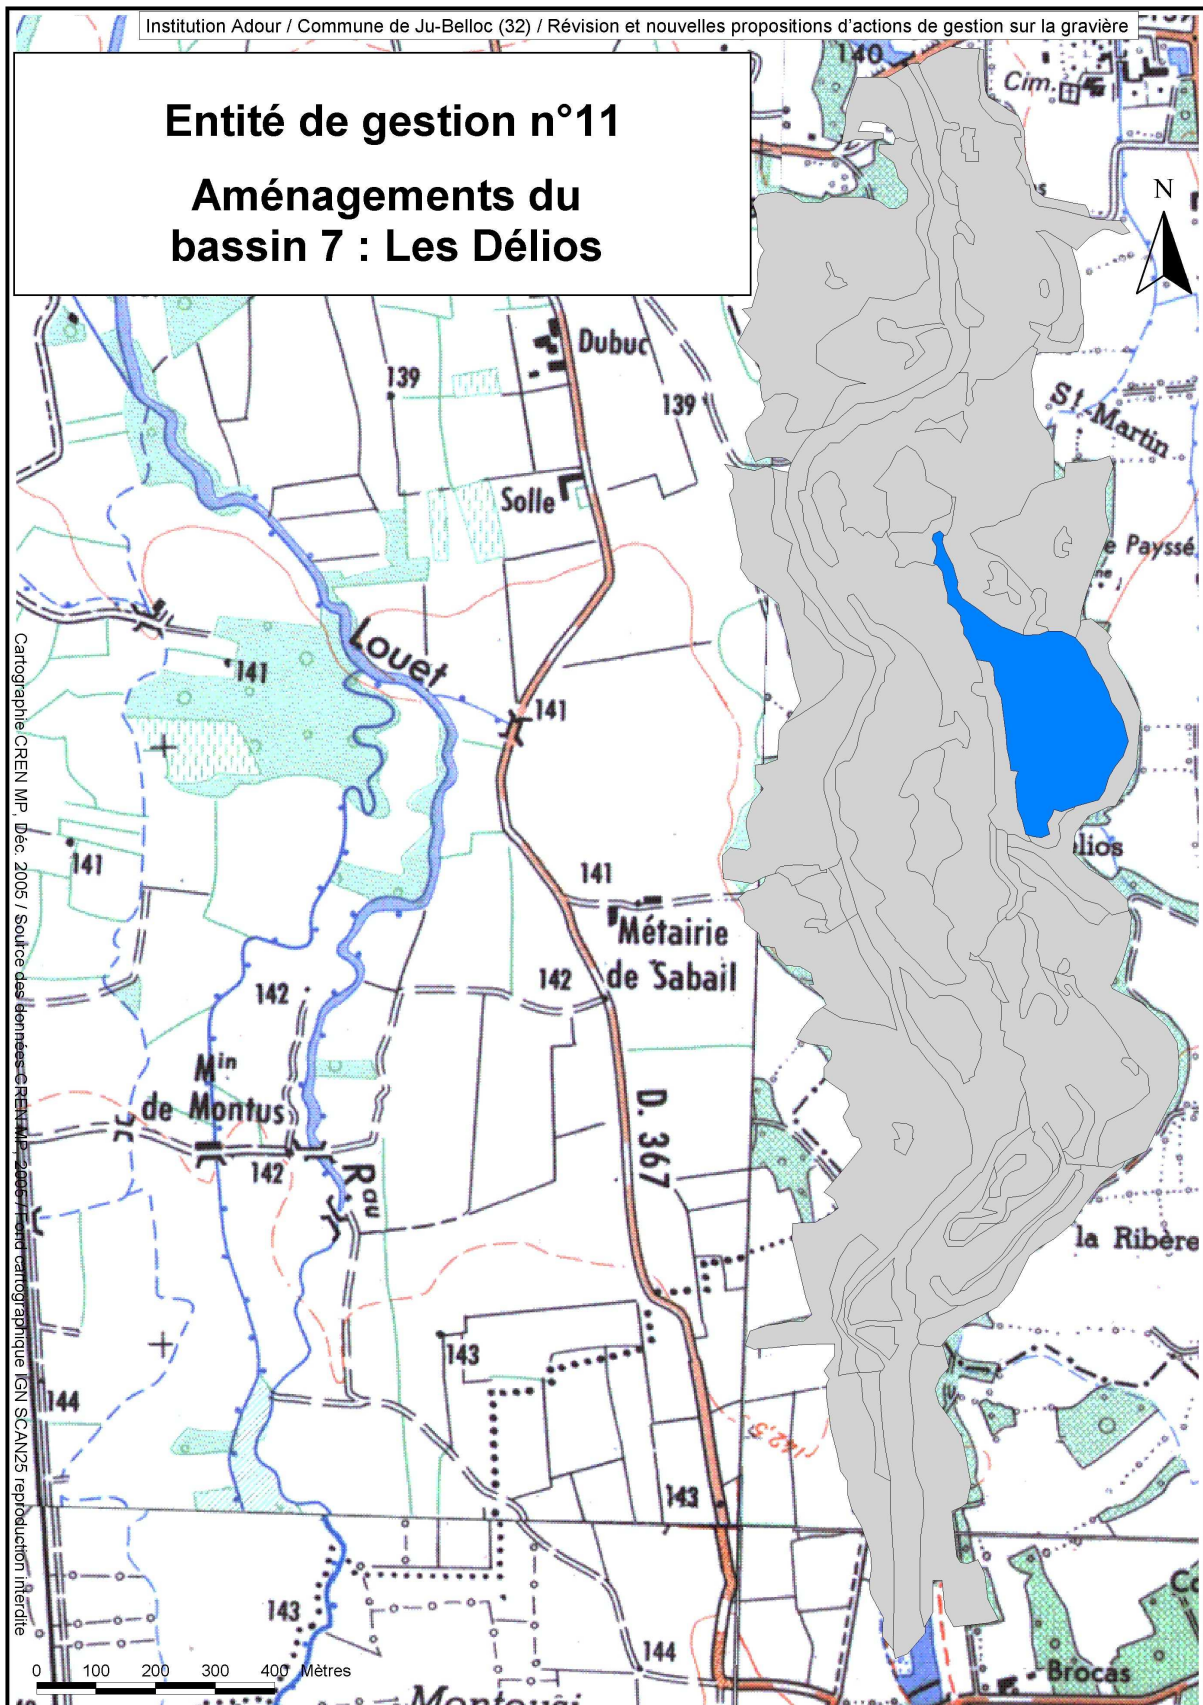 Institution Adour / Commune de Ju-Belloc (32) / Révision et nouvelles propositions d'actions de gestion sur la gravière
Entité de gestion n°11
Aménagements du
bassin 7 : Les Délios
140
Cim.
N
Dubuc
139
139
St-Martin
Solle
Payssé
Louet
141
141
141
141
élios
Métairie
de Sabail
142
142
Min
de Montus
142
Rau
D. 367
la Ribère
143
144
142,5
143
143
144
Brocas
Montousi
0 100 200 300 400 Mètres
Cartographie CREN MP, Déc. 2005 / Source des données CREN MP, 2005 / Fond cartographique IGN SCAN25 reproduction interdite